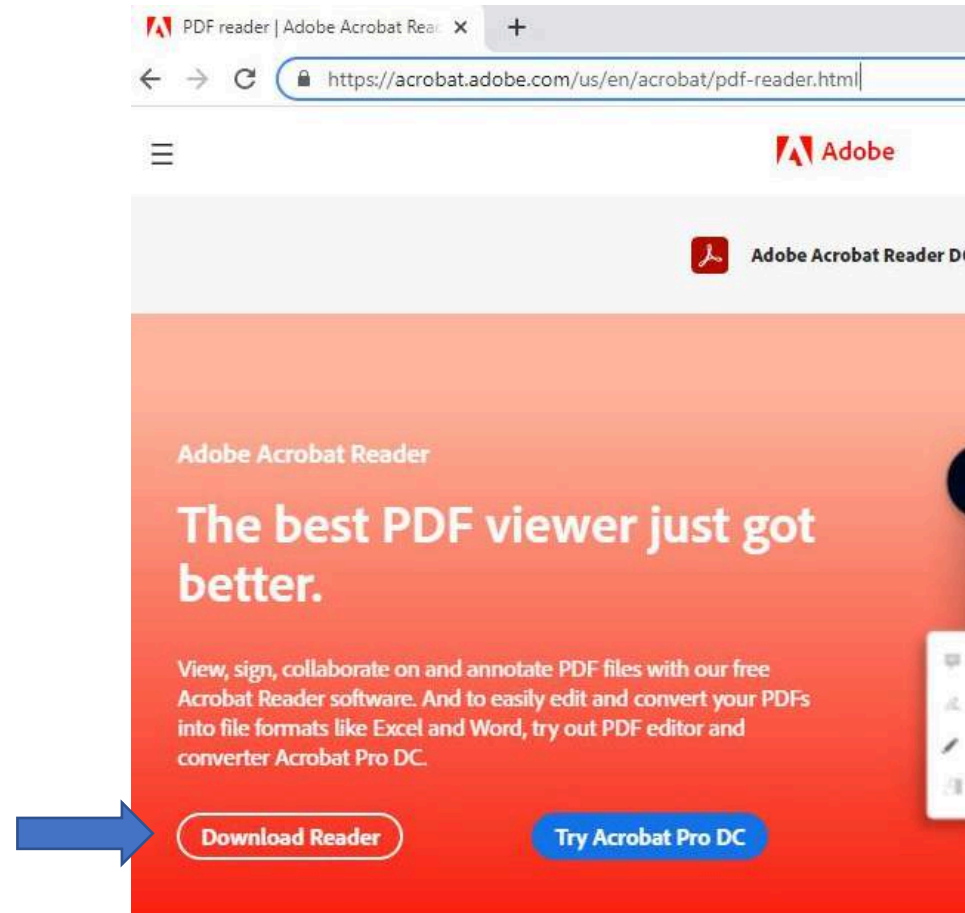 PDF reader | Adobe Acrobat Rea
https://acrobat.adobe.com/us/en/acrobat/pdf-reader.html
Adobe
Adobe Acrobat Reader D
Adobe Acrobat Reader
The best PDF viewer just got
better.
View, sign, collaborate on and annotate PDF files with our free
Acrobat Reader software. And to easily edit and convert your PDFs
into file formats like Excel and Word, try out PDF editor and
converter Acrobat Pro DC.
Download Reader
Try Acrobat Pro DC